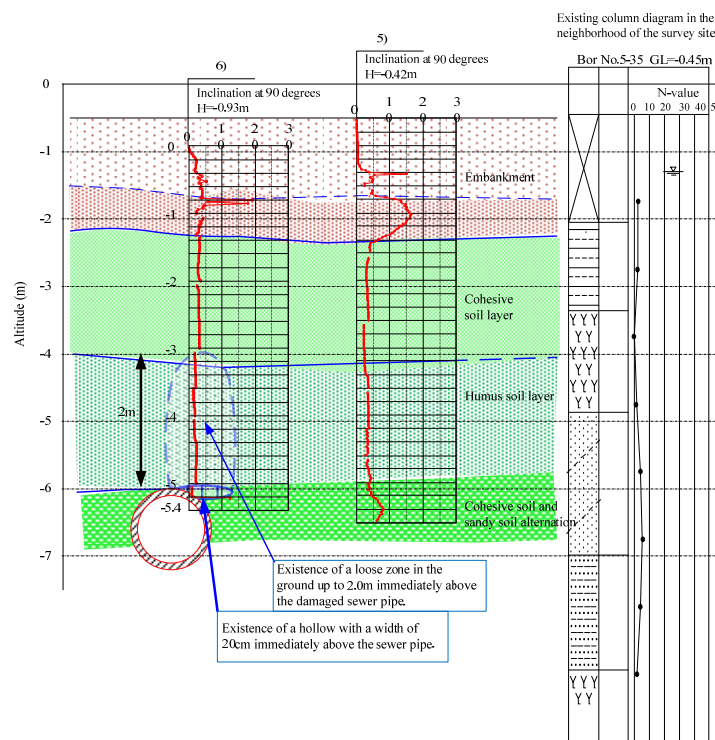 Existing column diagram in the
neighborhood of the survey site
5)
Inclination at 90 degrees
H=-0.42m
6)
Inclination at 90 degrees
H=-0.93m
Bor No.5-35 GL=-0.45m
N-value
0 10 20 30 40 5
0 1 2 3
0 0
0 1 2 3
0 0
Altitude (m)
0
-1
-2
-3
-4
-5
-6
-7
0
-1
-2
-3
-4
-5
-5.4
2m
Embankment
Cohesive
soil layer
Humus soil layer
Cohesive soil and
sandy soil alternation
Existence of a loose zone in the
ground up to 2.0m immediately above
the damaged sewer pipe.
Existence of a hollow with a width of
20cm immediately above the sewer pipe.